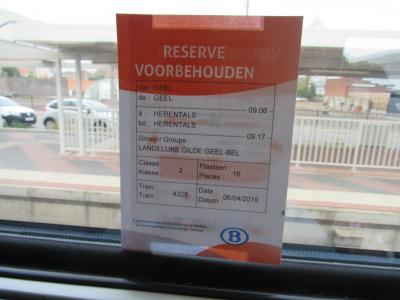 RESERVE
VOORBEHOUDEN
van : GEEL
de : GEEL
09.06
à : HERENTALS
tot : HERENTALS
09.17
Groep / Groupe :
LANDELIJKE GILDE GEEL-BEL
Classe Plaatsen
Klasse 2 Places 16
Train : Date :
Train 4329 Datum 06/04/2019
B